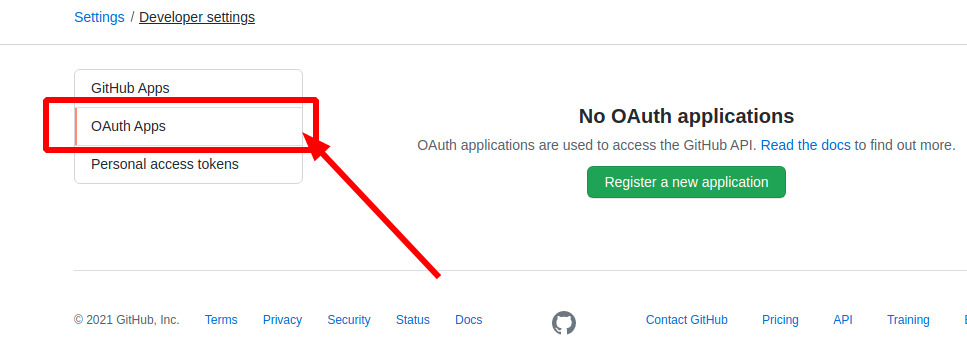 Settings / Developer settings
GitHub Apps
OAuth Apps
Personal access tokens
No OAuth applications
OAuth applications are used to access the GitHub API. Read the docs to find out more.
Register a new application
© 2021 GitHub, Inc. Terms Privacy Security Status Docs Contact GitHub Pricing API Training